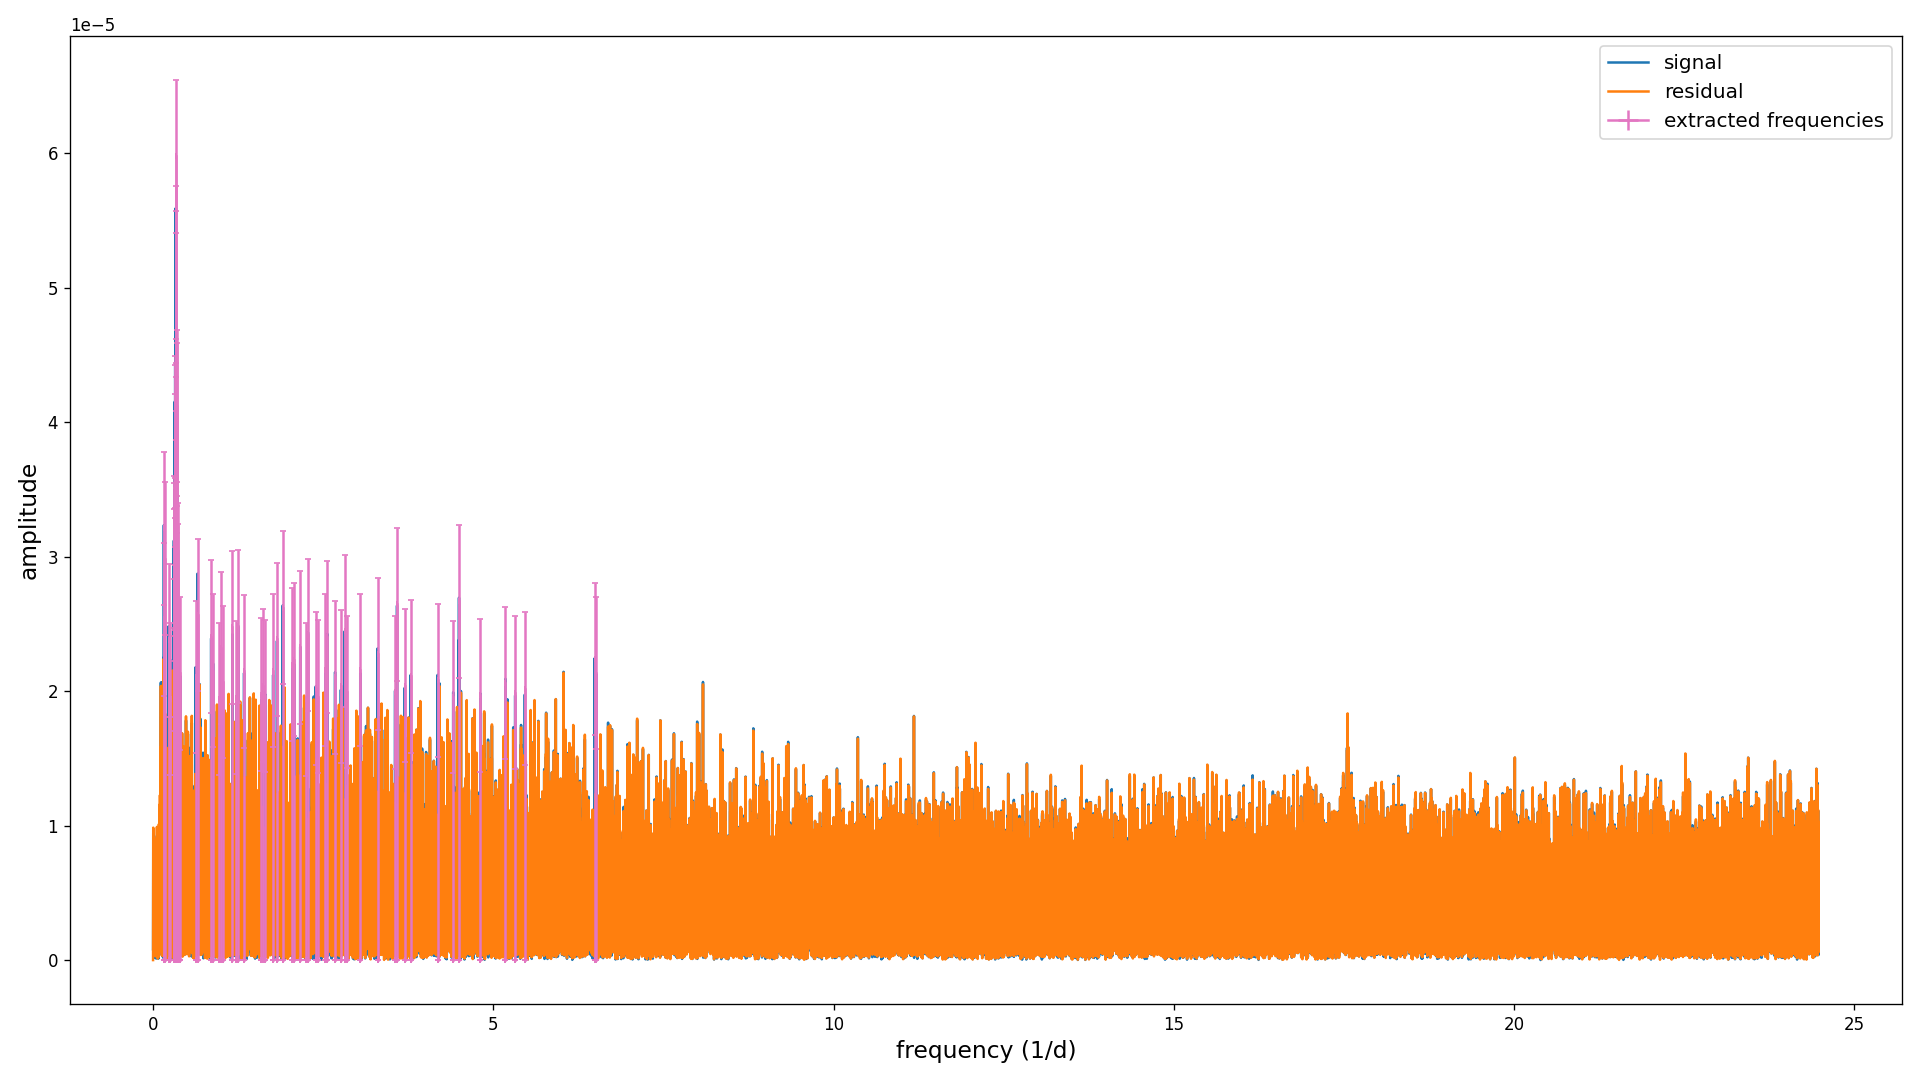 1e−5
signal
residual
extracted frequencies
6
5
4
3
2
1
0
amplitude
0 5 10 15 20 25
frequency (1/d)